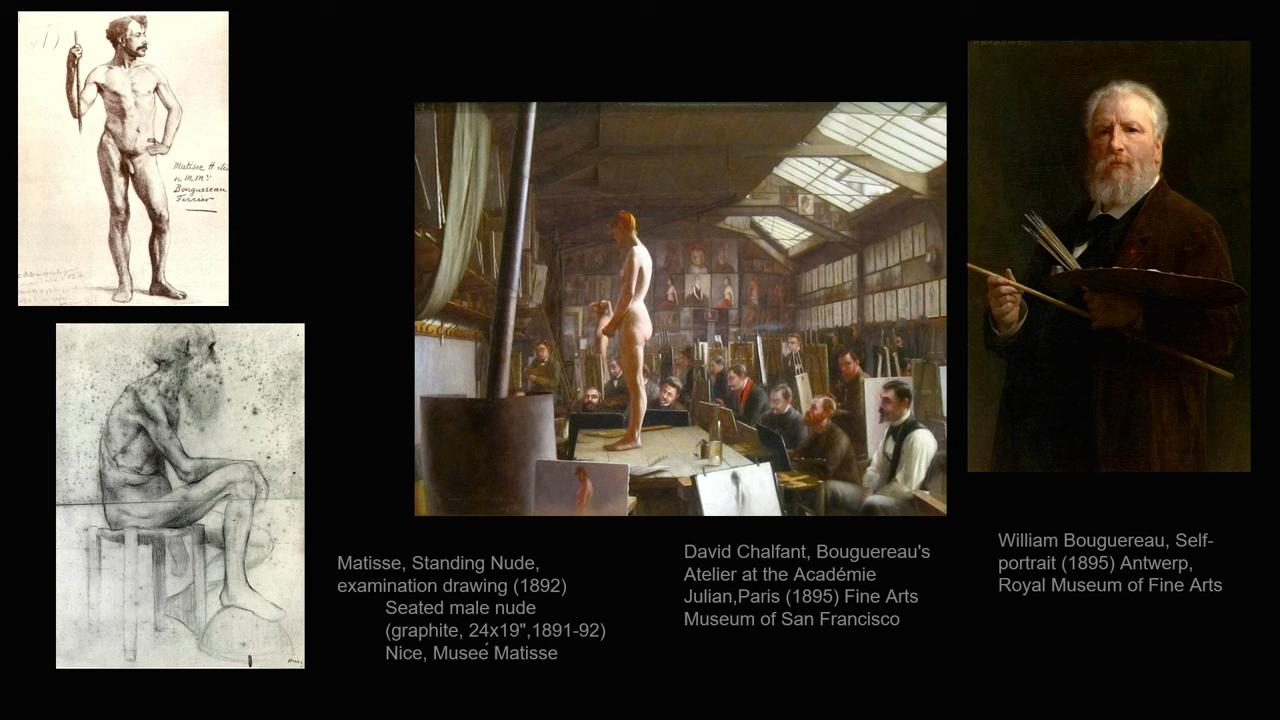 Matisse H élè
Bouguereau
Ferrier
Matisse, Standing Nude,
examination drawing (1892)
Seated male nude
(graphite, 24x19",1891-92)
Nice, Museé Matisse
David Chalfant, Bouguereau's
Atelier at the Académie
Julian,Paris (1895) Fine Arts
Museum of San Francisco
William Bouguereau, Self-
portrait (1895) Antwerp,
Royal Museum of Fine Arts